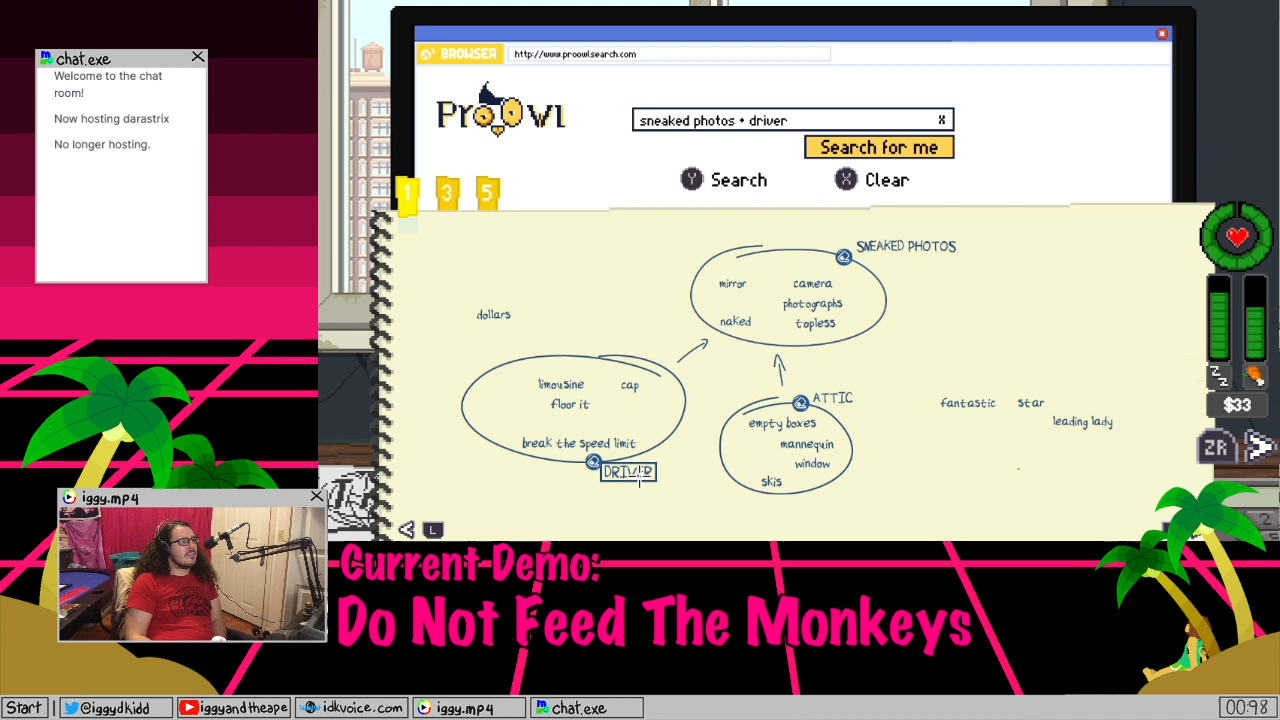 chat.exe
Welcome to the chat
room!
Now hosting darastrix
No longer hosting.
BROWSER
http://www.proowlsearch.com
PrOOwl
sneaked photos + driver
X
Search for me
Y Search
X Clear
1 3 5
SNEAKED PHOTOS
mirror camera
photographs
naked topless
dollars
limousine cap
floor it
break the speed limit
DRIVER
ATTIC
empty boxes
mannequin
window
skis
fantastic star
leading lady
L
zzz
$33
ZR
2
iggy.mp4
Current Demo:
Do Not Feed The Monkeys
Start
@iggydkidd
iggyandtheape
www idkvoice.com
iggy.mp4
chat.exe
00:98